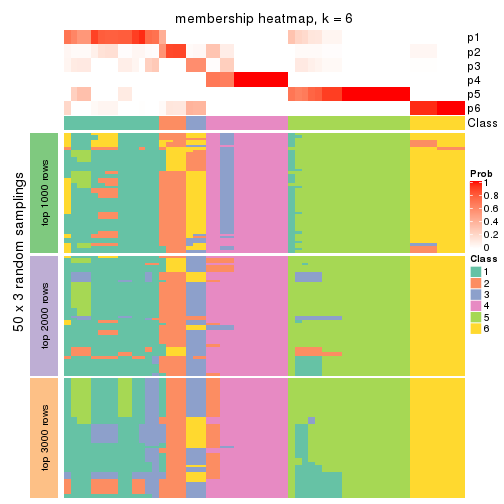 membership heatmap, k = 6
p1
p2
p3
p4
p5
p6
Class
50 x 3 random samplings
top 1000 rows
top 2000 rows
top 3000 rows
Prob
1
0.8
0.6
0.4
0.2
0
Class
1
2
3
4
5
6